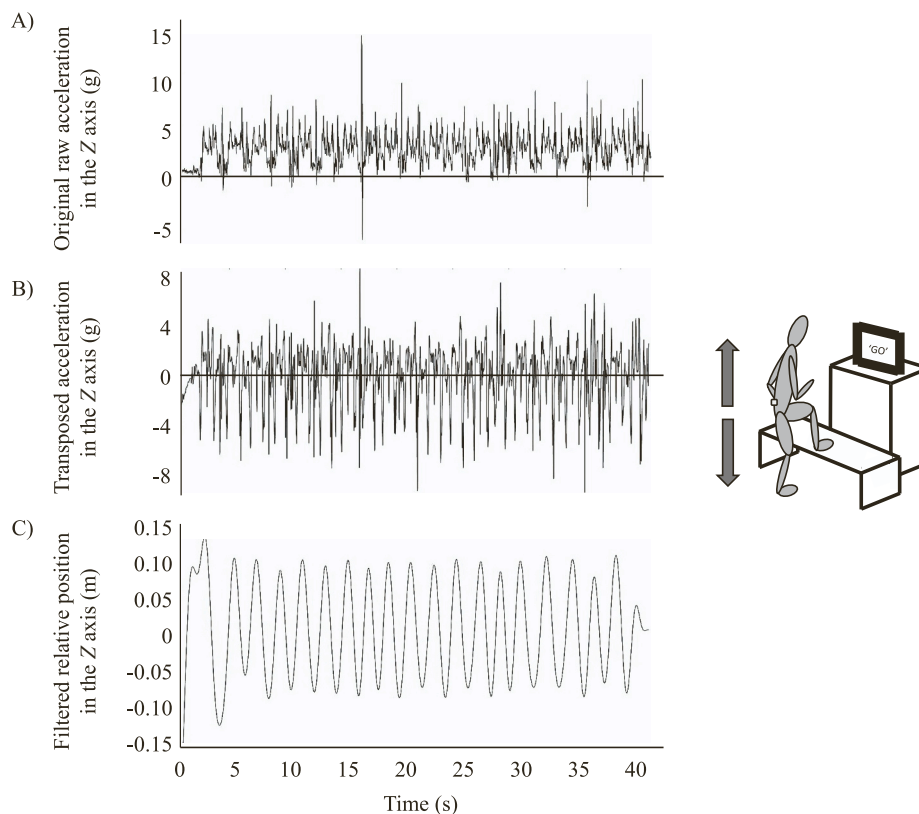 A)
Original raw acceleration
in the Z axis (g)
15
10
5
0
-5
B)
Transposed acceleration
in the Z axis (g)
8
4
0
-4
-8
'GO'
C)
Filtered relative position
in the Z axis (m)
0.15
0.10
0.05
0
-0.05
-0.10
-0.15
0 5 10 15 20 25 30 35 40
Time (s)